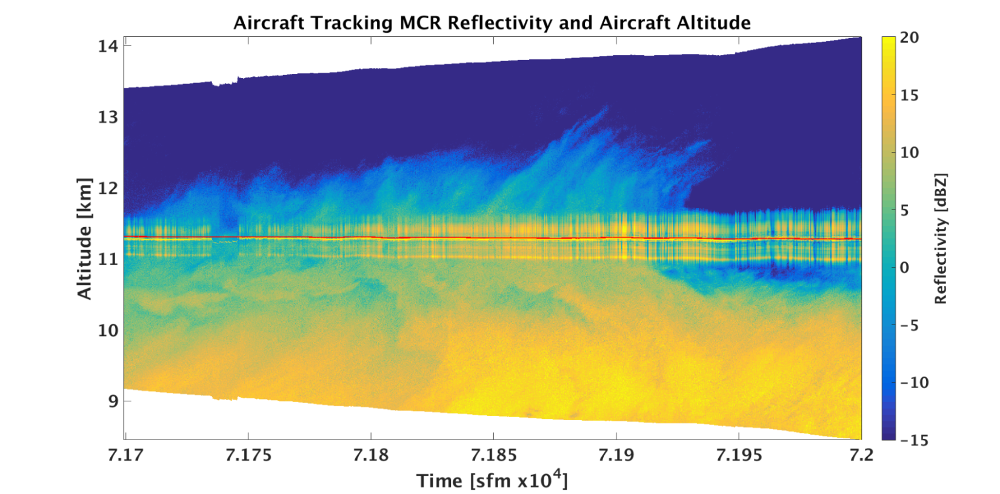 Aircraft Tracking MCR Reflectivity and Aircraft Altitude
14
13
12
11
10
9
Altitude [km]
7.17 7.175 7.18 7.185 7.19 7.195 7.2
Time [sfm x10^4]
20
15
10
5
0
−5
−10
−15
Reflectivity [dBZ]